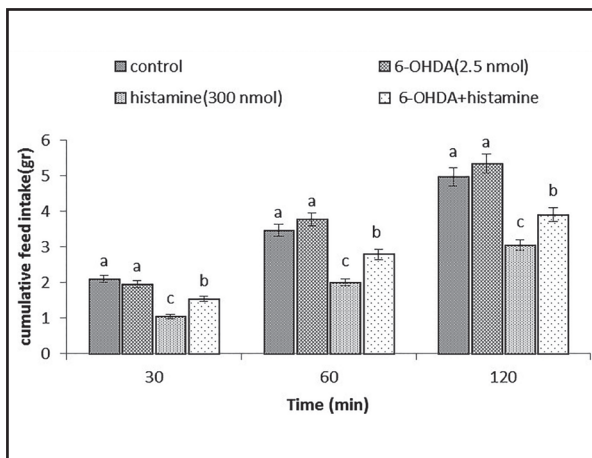 control 6-OHDA(2.5 nmol)
histamine(300 nmol) 6-OHDA+histamine
cumulative feed intake(gr)
6
5
4
3
2
1
0
a a c b
a a c b
a a c b
30 60 120
Time (min)